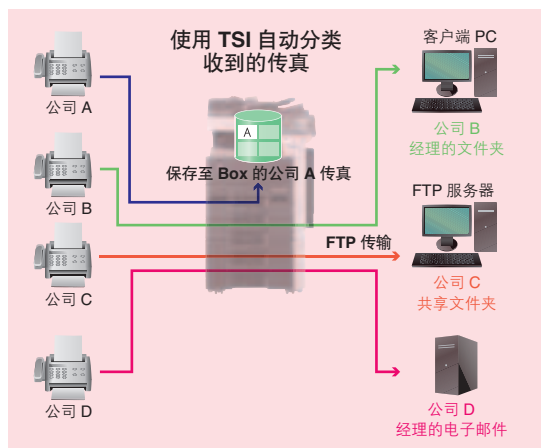 使用 TSI 自动分类
收到的传真
公司 A
公司 B
公司 C
公司 D
A
保存至 Box 的公司 A 传真
FTP 传输
客户端 PC
公司 B
经理的文件夹
FTP 服务器
公司 C
共享文件夹
公司 D
经理的电子邮件